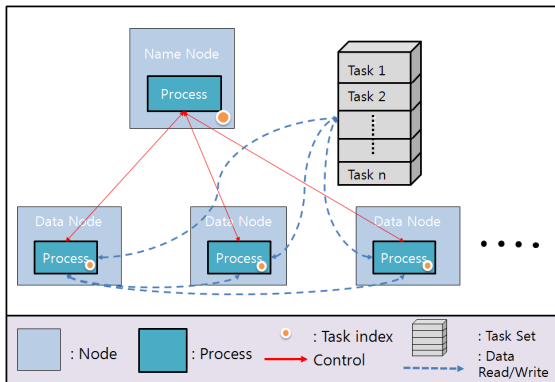 Name Node
Process
Task 1
Task 2
Task n
Data Node
Process
Data Node
Process
Data Node
Process
: Node
: Process
: Task index
Control
: Task Set
: Data
Read/Write